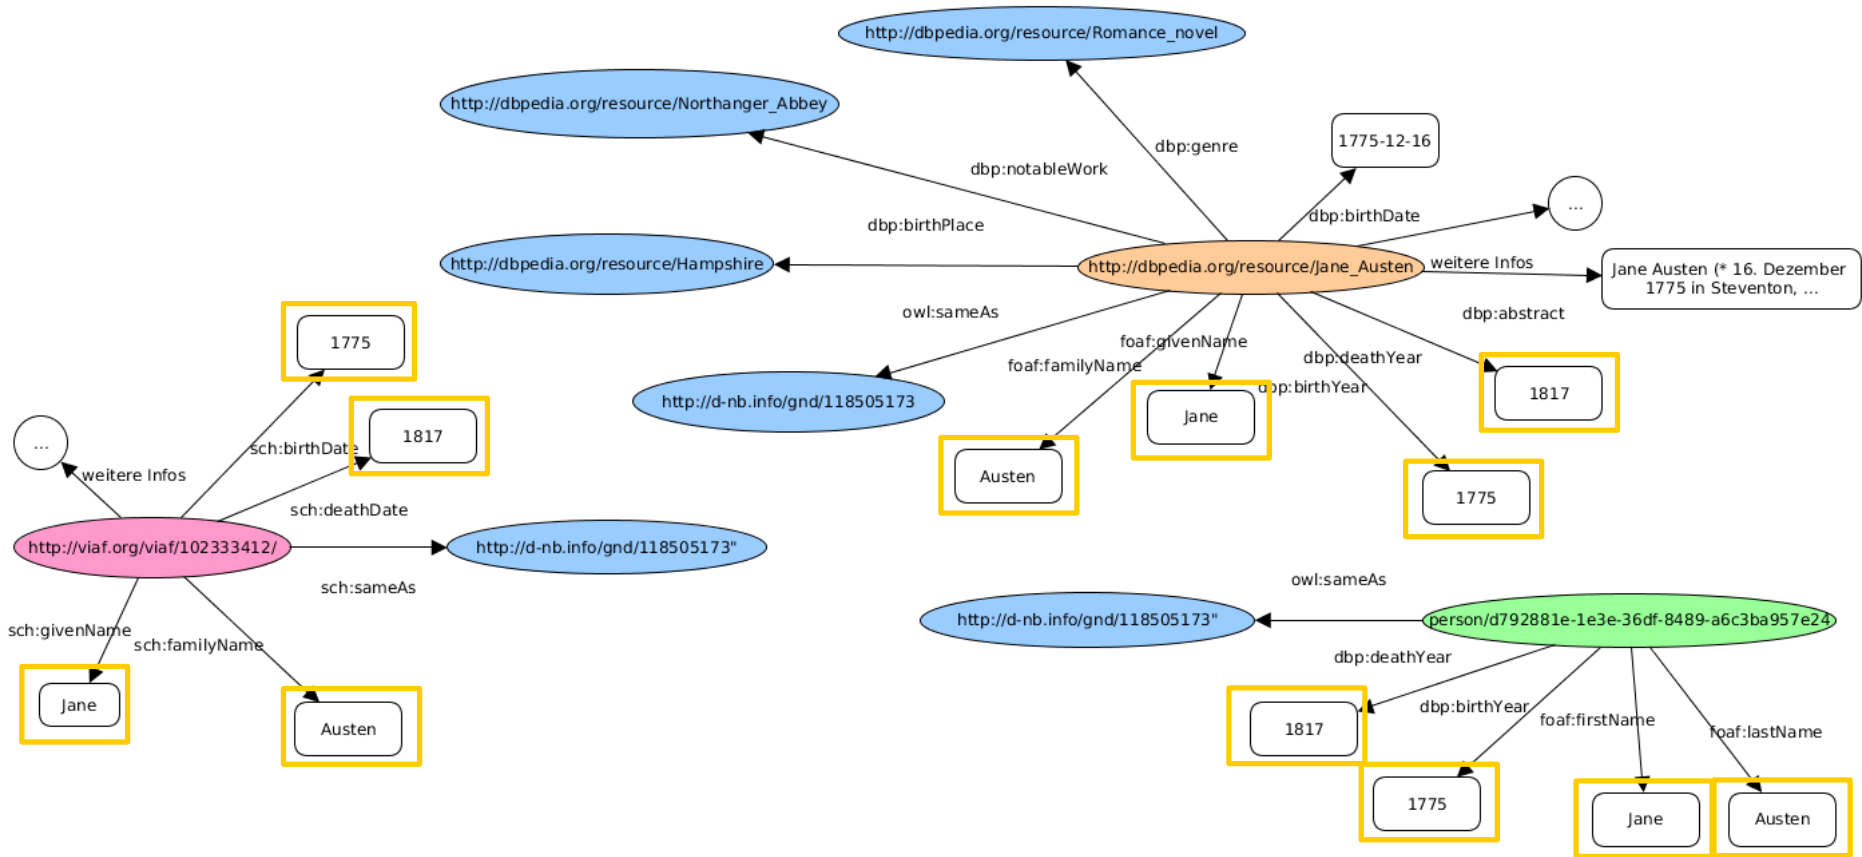 http://dbpedia.org/resource/Romance_novel
http://dbpedia.org/resource/Northanger_Abbey
dbp:genre
1775-12-16
dbp:notableWork
...
dbp:birthPlace
dbp:birthDate
http://dbpedia.org/resource/Hampshire
http://dbpedia.org/resource/Jane_Austen
weitere Infos
Jane Austen (* 16. Dezember
1775 in Steventon, ...
owl:sameAs
dbp:abstract
foaf:givenName
foaf:familyName
dbp:deathYear
dbp:birthYear
http://d-nb.info/gnd/118505173
Jane
1817
Austen
1775
1775
1817
...
sch:birthDate
weitere Infos
sch:deathDate
http://viaf.org/viaf/102333412/
http://d-nb.info/gnd/118505173"
sch:sameAs
sch:givenName
sch:familyName
Jane
Austen
owl:sameAs
http://d-nb.info/gnd/118505173"
person/d792881e-1e3e-36df-8489-a6c3ba957e24
dbp:deathYear
dbp:birthYear
foaf:firstName
foaf:lastName
1817
1775
Jane
Austen